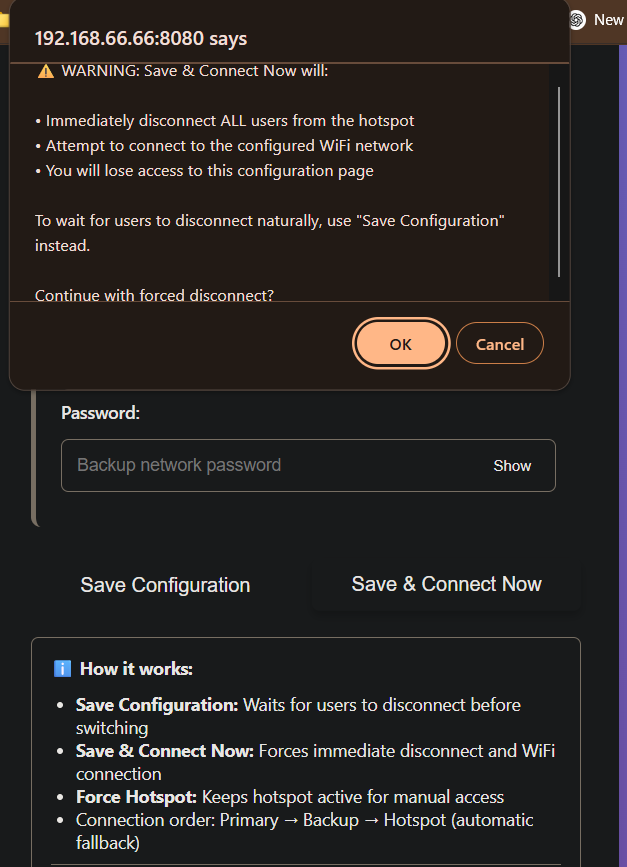 New
192.168.66.66:8080 says
⚠️ WARNING: Save & Connect Now will:
• Immediately disconnect ALL users from the hotspot
• Attempt to connect to the configured WiFi network
• You will lose access to this configuration page
To wait for users to disconnect naturally, use "Save Configuration"
instead.
Continue with forced disconnect?
OK
Cancel
Password:
Backup network password
Show
Save Configuration
Save & Connect Now
ℹ️ How it works:
• Save Configuration: Waits for users to disconnect before
switching
• Save & Connect Now: Forces immediate disconnect and WiFi
connection
• Force Hotspot: Keeps hotspot active for manual access
• Connection order: Primary → Backup → Hotspot (automatic
fallback)